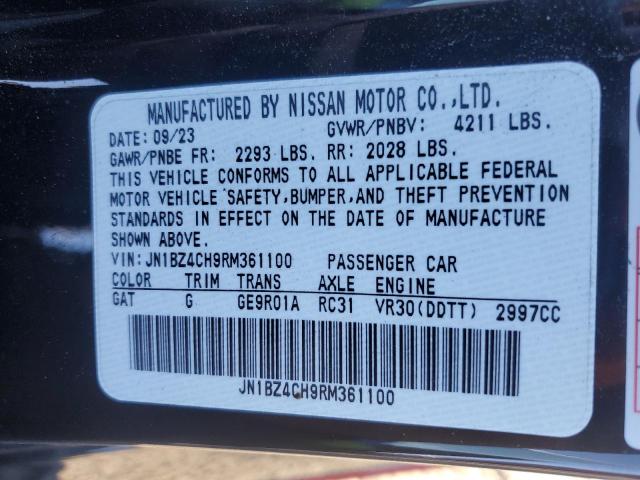 MANUFACTURED BY NISSAN MOTOR CO.,LTD.
DATE: 09/23 GVWR/PNBV: 4211 LBS.
GAWR/PNBE FR: 2293 LBS. RR: 2028 LBS.
THIS VEHICLE CONFORMS TO ALL APPLICABLE FEDERAL
MOTOR VEHICLE SAFETY,BUMPER,AND THEFT PREVENTION
STANDARDS IN EFFECT ON THE DATE OF MANUFACTURE
SHOWN ABOVE.
VIN: JN1BZ4CH9RM361100 PASSENGER CAR
COLOR TRIM TRANS AXLE ENGINE
GAT G GE9R01A RC31 VR30(DDTT) 2997CC
JN1BZ4CH9RM361100